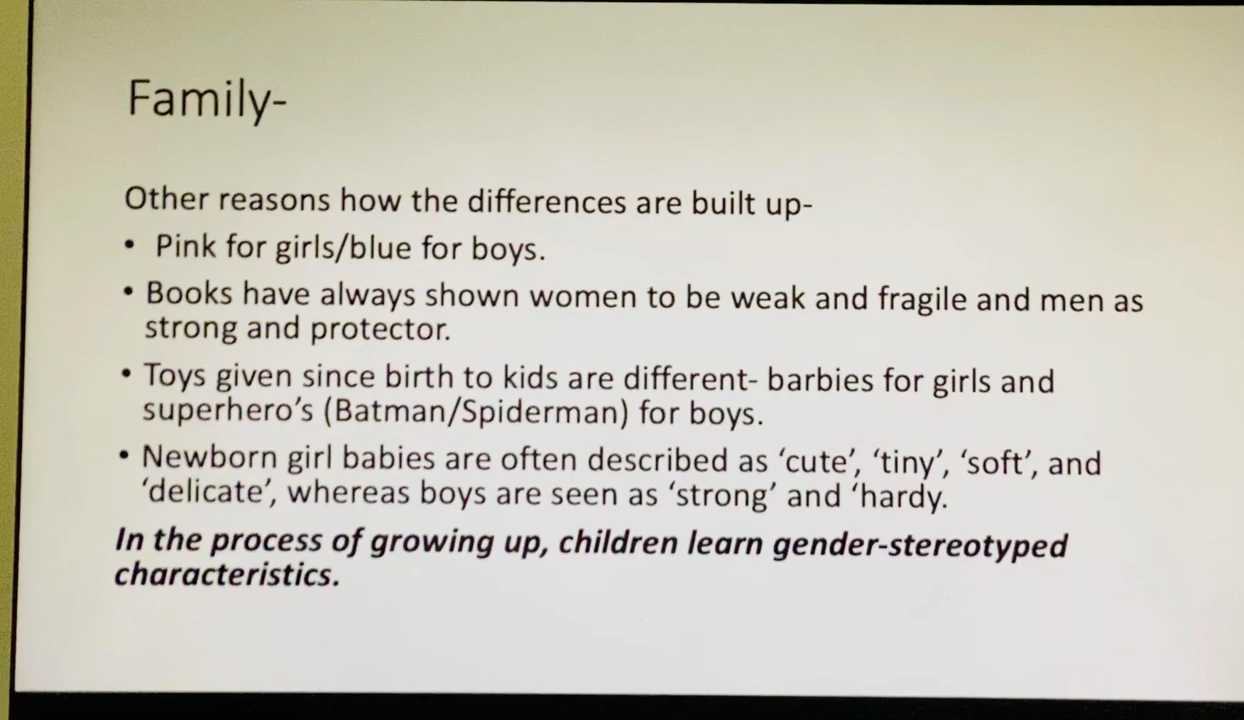 Family-
Other reasons how the differences are built up-
• Pink for girls/blue for boys.
• Books have always shown women to be weak and fragile and men as
strong and protector.
• Toys given since birth to kids are different- barbies for girls and
superhero’s (Batman/Spiderman) for boys.
• Newborn girl babies are often described as ‘cute’, ‘tiny’, ‘soft’, and
‘delicate’, whereas boys are seen as ‘strong’ and ‘hardy.
In the process of growing up, children learn gender-stereotyped
characteristics.